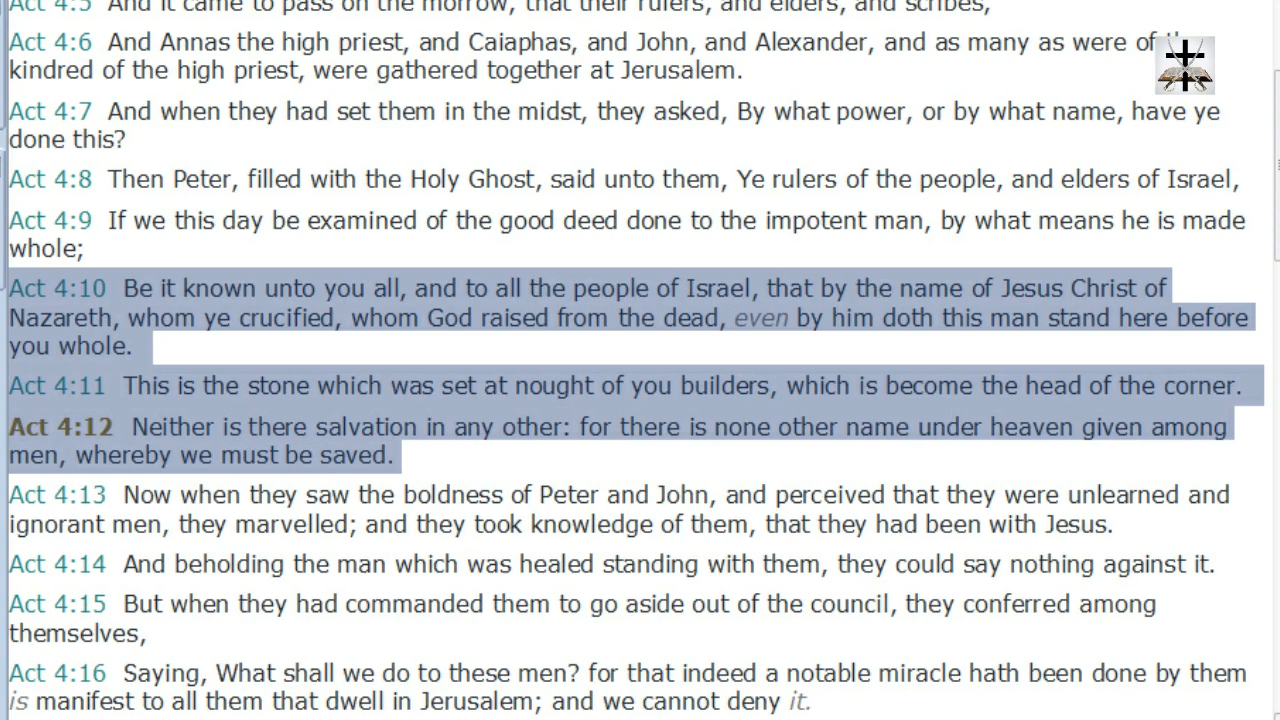 Act 4:5 And it came to pass on the morrow, that their rulers, and elders, and scribes,
Act 4:6 And Annas the high priest, and Caiaphas, and John, and Alexander, and as many as were of the
kindred of the high priest, were gathered together at Jerusalem.
Act 4:7 And when they had set them in the midst, they asked, By what power, or by what name, have ye
done this?
Act 4:8 Then Peter, filled with the Holy Ghost, said unto them, Ye rulers of the people, and elders of Israel,
Act 4:9 If we this day be examined of the good deed done to the impotent man, by what means he is made
whole;
Act 4:10 Be it known unto you all, and to all the people of Israel, that by the name of Jesus Christ of
Nazareth, whom ye crucified, whom God raised from the dead, even by him doth this man stand here before
you whole.
Act 4:11 This is the stone which was set at nought of you builders, which is become the head of the corner.
Act 4:12 Neither is there salvation in any other: for there is none other name under heaven given among
men, whereby we must be saved.
Act 4:13 Now when they saw the boldness of Peter and John, and perceived that they were unlearned and
ignorant men, they marvelled; and they took knowledge of them, that they had been with Jesus.
Act 4:14 And beholding the man which was healed standing with them, they could say nothing against it.
Act 4:15 But when they had commanded them to go aside out of the council, they conferred among
themselves,
Act 4:16 Saying, What shall we do to these men? for that indeed a notable miracle hath been done by them
is manifest to all them that dwell in Jerusalem; and we cannot deny it.